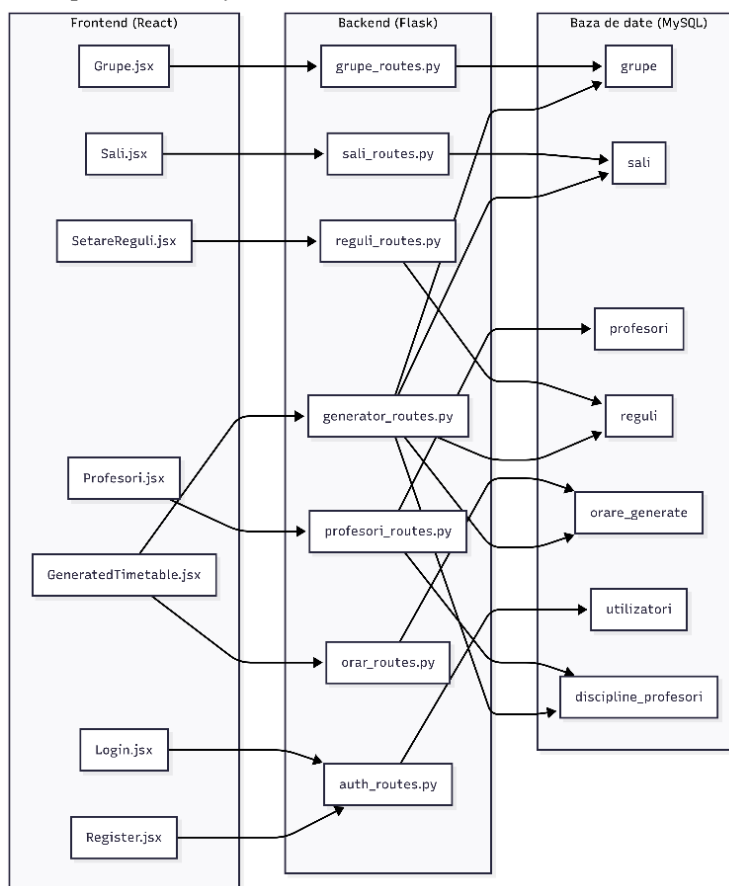 Frontend (React)
Grupe.jsx
Sali.jsx
SetareReguli.jsx
Profesori.jsx
GeneratedTimetable.jsx
Login.jsx
Register.jsx
Backend (Flask)
grupe_routes.py
sali_routes.py
reguli_routes.py
generator_routes.py
profesori_routes.py
orar_routes.py
auth_routes.py
Baza de date (MySQL)
grupe
sali
profesori
reguli
orare_generate
utilizatori
discipline_profesori